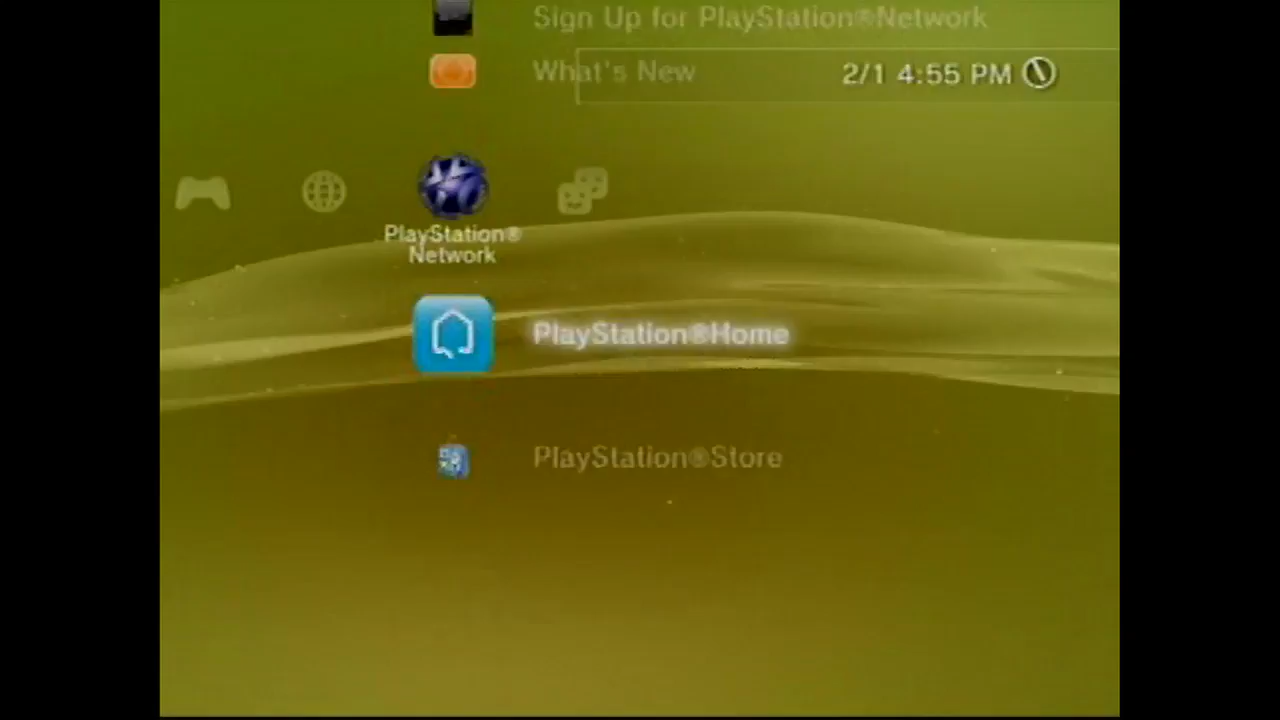 Sign Up for PlayStation®Network
What's New
2/1 4:55 PM
PlayStation®
Network
PlayStation®Home
PlayStation®Store